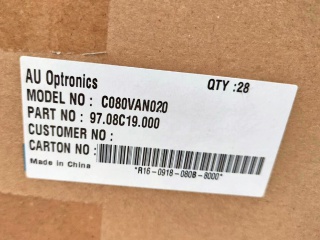 AU Optronics QTY :28
MODEL NO : C080VAN020
PART NO : 97.08C19.000
CUSTOMER NO :
CARTON NO :
Made in China *R16-0918-0808-8000*